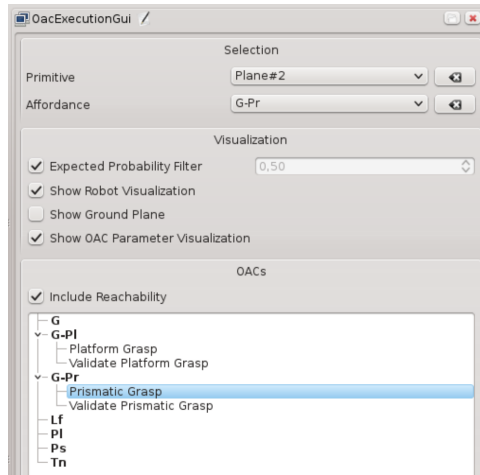 OacExecutionGui
Selection
Primitive Plane#2
Affordance G-Pr
Visualization
Expected Probability Filter 0,50
Show Robot Visualization
Show Ground Plane
Show OAC Parameter Visualization
OACs
Include Reachability
G
G-Pl
Platform Grasp
Validate Platform Grasp
G-Pr
Prismatic Grasp
Validate Prismatic Grasp
Lf
Pl
Ps
Tn